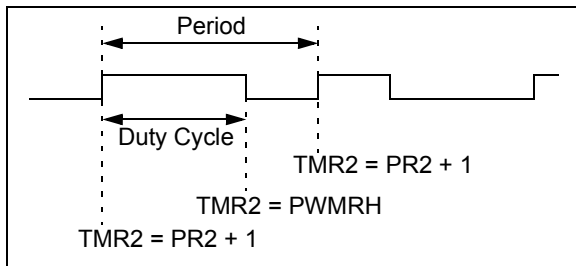 Period
Duty Cycle
TMR2 = PR2 + 1
TMR2 = PWMRH
TMR2 = PR2 + 1